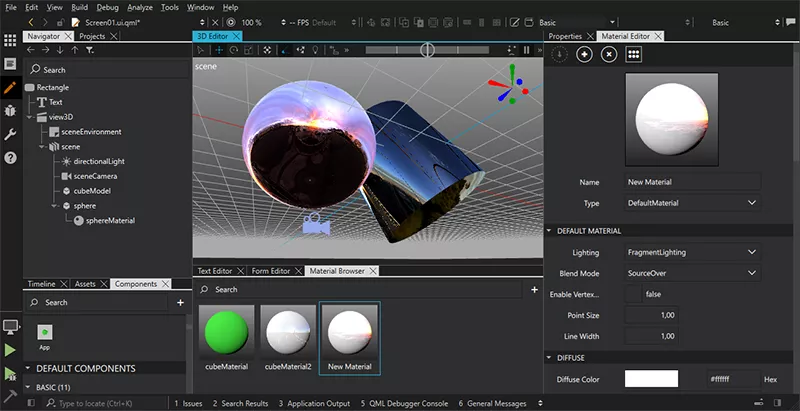 File Edit View Build Debug Analyze Tools Window Help
Screen01.ui.qml* 100 % -- FPS Default Basic Basic
Navigator Projects
Search
Rectangle
Text
view3D
sceneEnvironment
scene
directionalLight
sceneCamera
cubeModel
sphere
sphereMaterial
Timeline Assets Components
Search
App
DEFAULT COMPONENTS
BASIC (11)
3D Editor
scene
Text Editor Form Editor Material Browser
Search
cubeMaterial cubeMaterial2 New Material
Properties Material Editor
Name New Material
Type DefaultMaterial
DEFAULT MATERIAL
Lighting FragmentLighting
Blend Mode SourceOver
Enable Vertex... false
Point Size 1,00
Line Width 1,00
DIFFUSE
Diffuse Color #ffffff Hex
Type to locate (Ctrl+K) 1 Issues 2 Search Results 3 Application Output 5 QML Debugger Console 6 General Messages